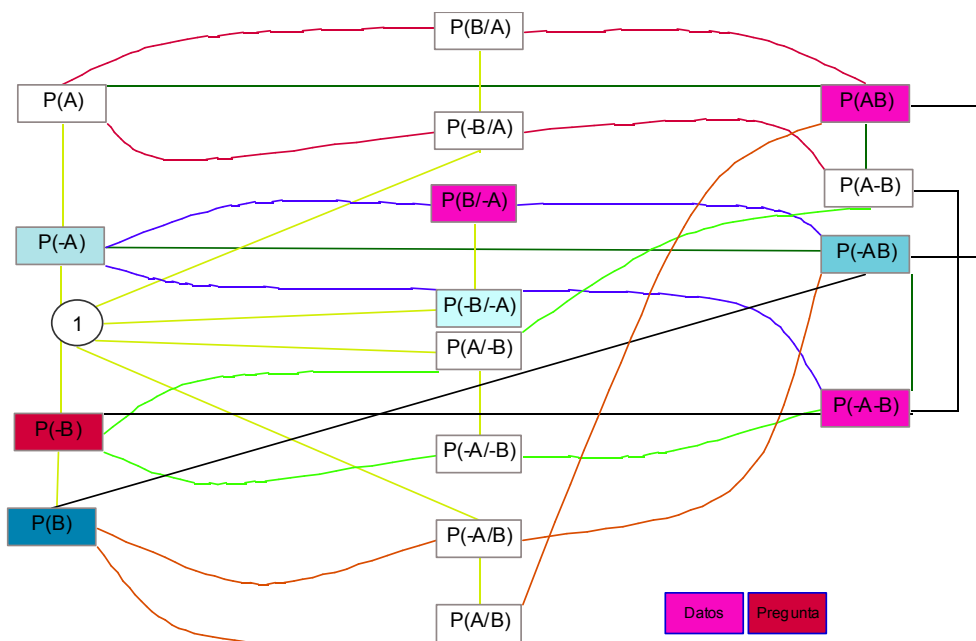 P(B/A)
P(A)
P(AB)
P(-B/A)
P(A-B)
P(B/-A)
P(-A)
P(-AB)
P(-B/-A)
1
P(A/-B)
P(-B)
P(-A-B)
P(-A/-B)
P(B)
P(-A/B)
P(A/B)
Datos
Pregunta